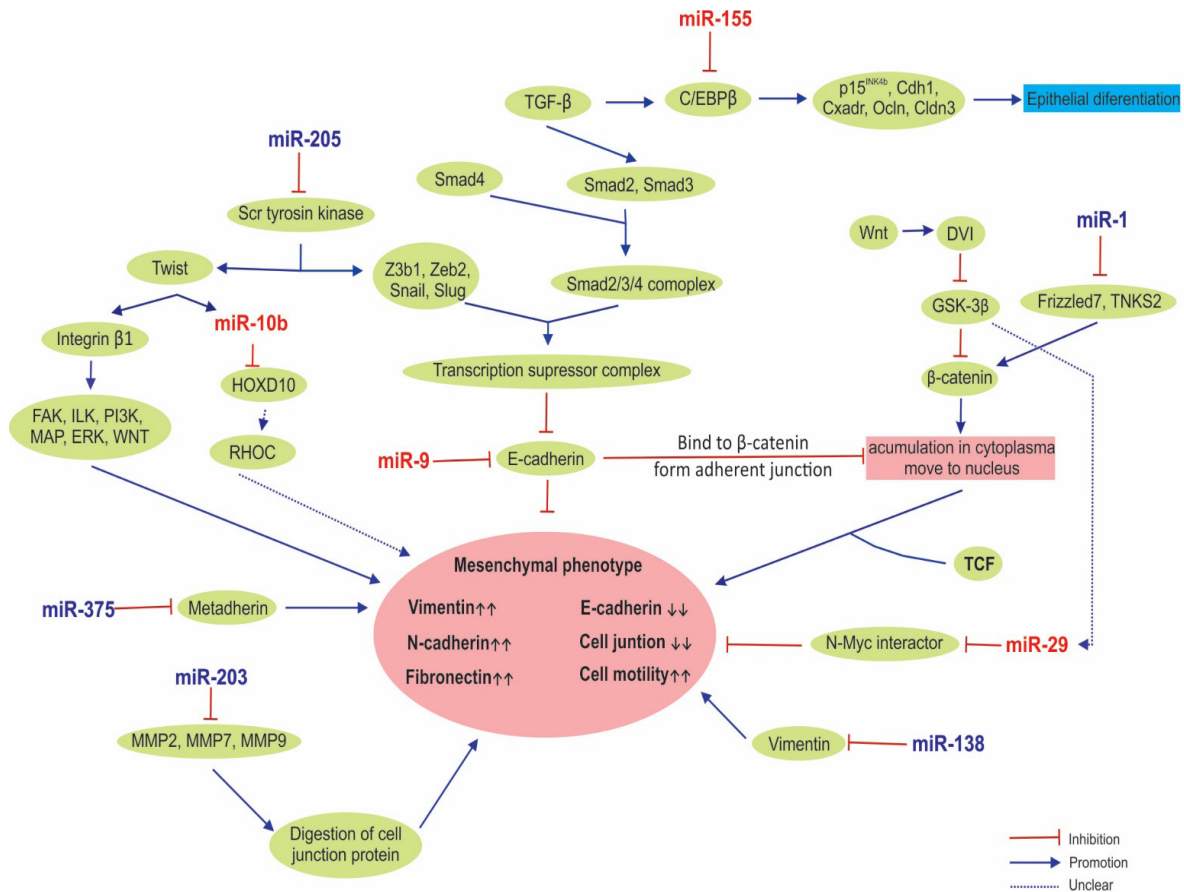 miR-155
TGF-β
C/EBPβ
p15INK4b, Cdh1,
Cxadr, Ocln, Cldn3
Epithelial diferentiation
miR-205
Smad4
Smad2, Smad3
Scr tyrosin kinase
Wnt
DVI
miR-1
Twist
Z3b1, Zeb2,
Snail, Slug
Smad2/3/4 comoplex
GSK-3β
Frizzled7, TNKS2
Integrin β1
miR-10b
HOXD10
Transcription supressor complex
β-catenin
FAK, ILK, PI3K,
MAP, ERK, WNT
RHOC
miR-9
E-cadherin
Bind to β-catenin
form adherent junction
acumulation in cytoplasma
move to nucleus
TCF
Mesenchymal phenotype
Vimentin↑↑
E-cadherin ↓↓
N-cadherin↑↑
Cell juntion ↓↓
Fibronectin↑↑
Cell motility↑↑
miR-375
Metadherin
N-Myc interactor
miR-29
miR-203
MMP2, MMP7, MMP9
Vimentin
miR-138
Digestion of cell
junction protein
Inhibition
Promotion
Unclear